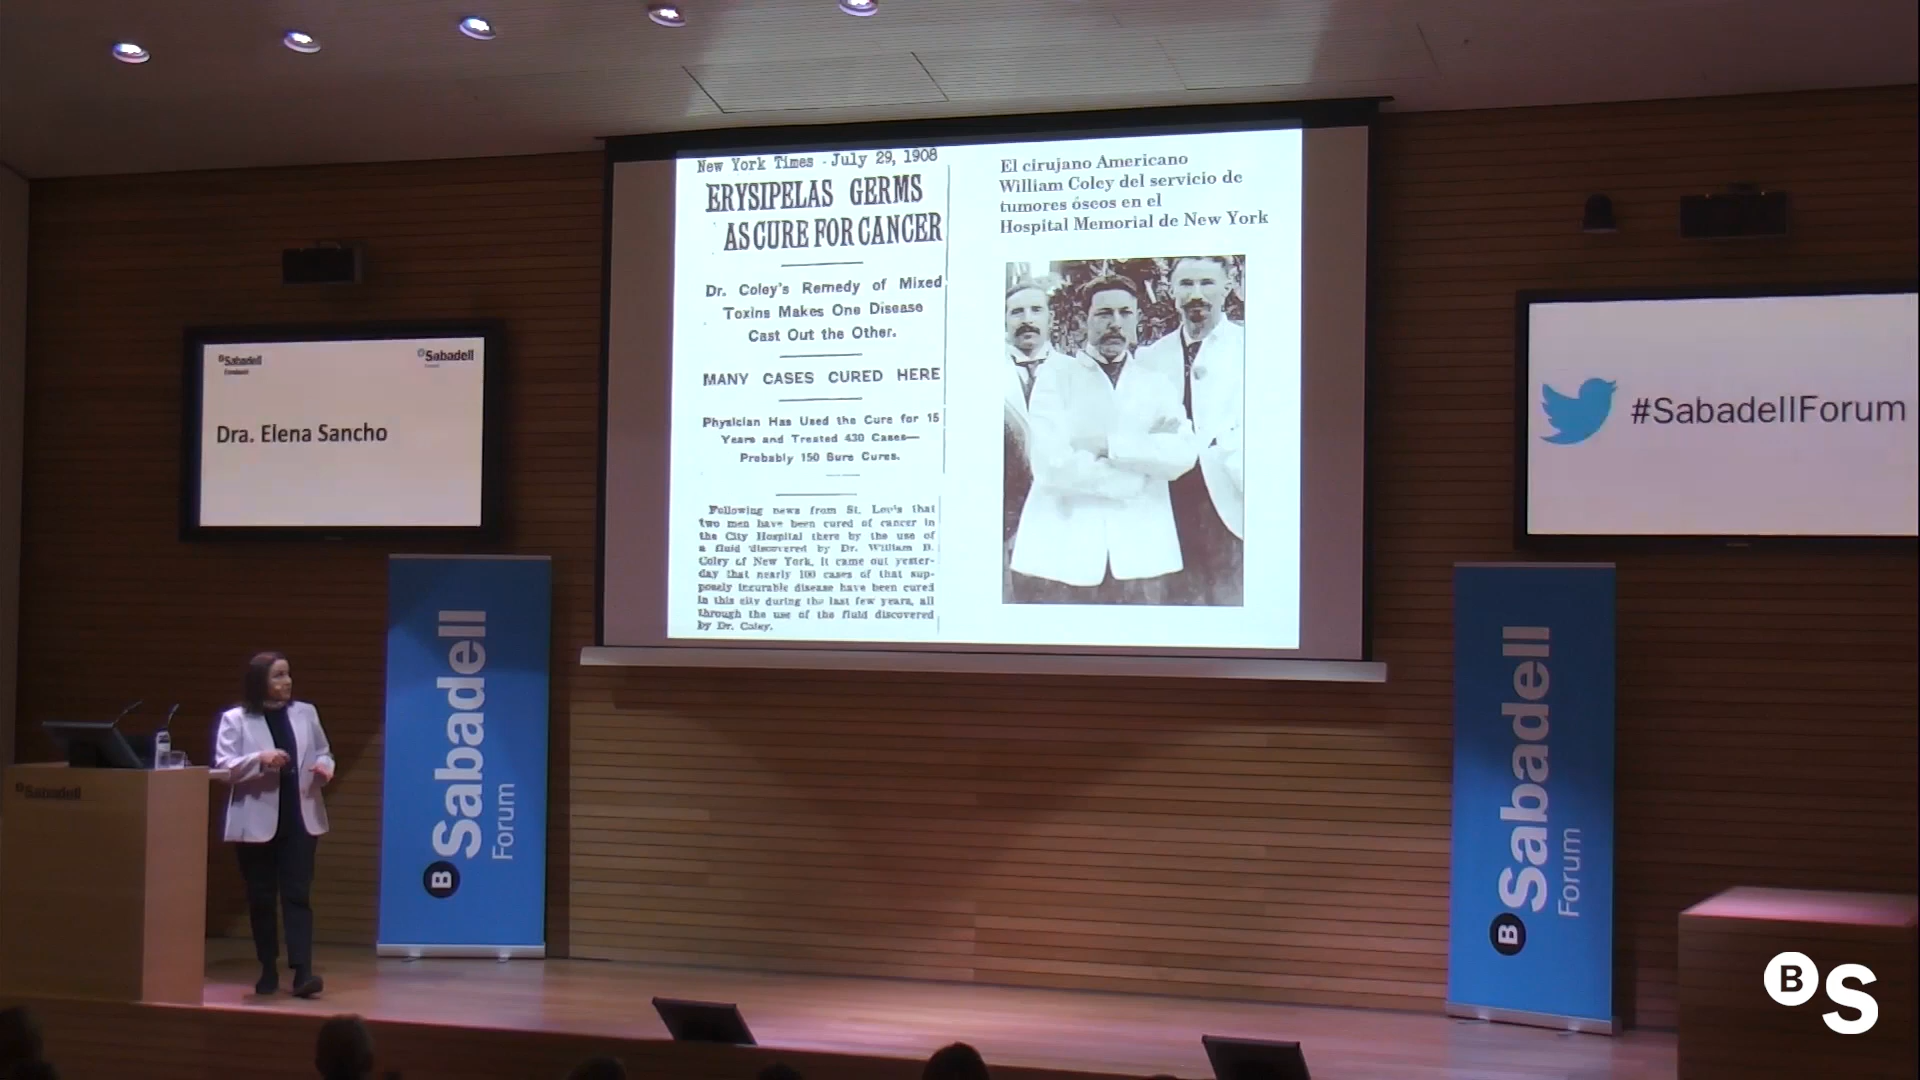 New York Times - July 29, 1908
ERYSIPELAS GERMS
AS CURE FOR CANCER
Dr. Coley's Remedy of Mixed
Toxins Makes One Disease
Cast Out the Other.
MANY CASES CURED HERE
Physician Has Used the Cure for 15
Years and Treated 430 Cases—
Probably 150 Sure Cures.
Following news from St. Louis that
two men have been cured of cancer in
the City Hospital there by the use of
a fluid discovered by Dr. William B.
Coley of New York, it came out yester-
day that nearly 100 cases of that sup-
posely incurable disease have been cured
in this city during the last few years, all
through the use of the fluid discovered
by Dr. Coley.
El cirujano Americano
William Coley del servicio de
tumores óseos en el
Hospital Memorial de New York
Sabadell
Sabadell
Dra. Elena Sancho
#SabadellForum
B Sabadell
Forum
B Sabadell
Forum
Sabadell
B S